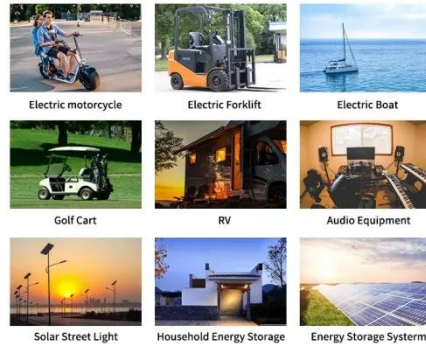 Electric motorcycle
Electric Forklift
Electric Boat
Golf Cart
RV
Audio Equipment
Solar Street Light
Household Energy Storage
Energy Storage Systerm